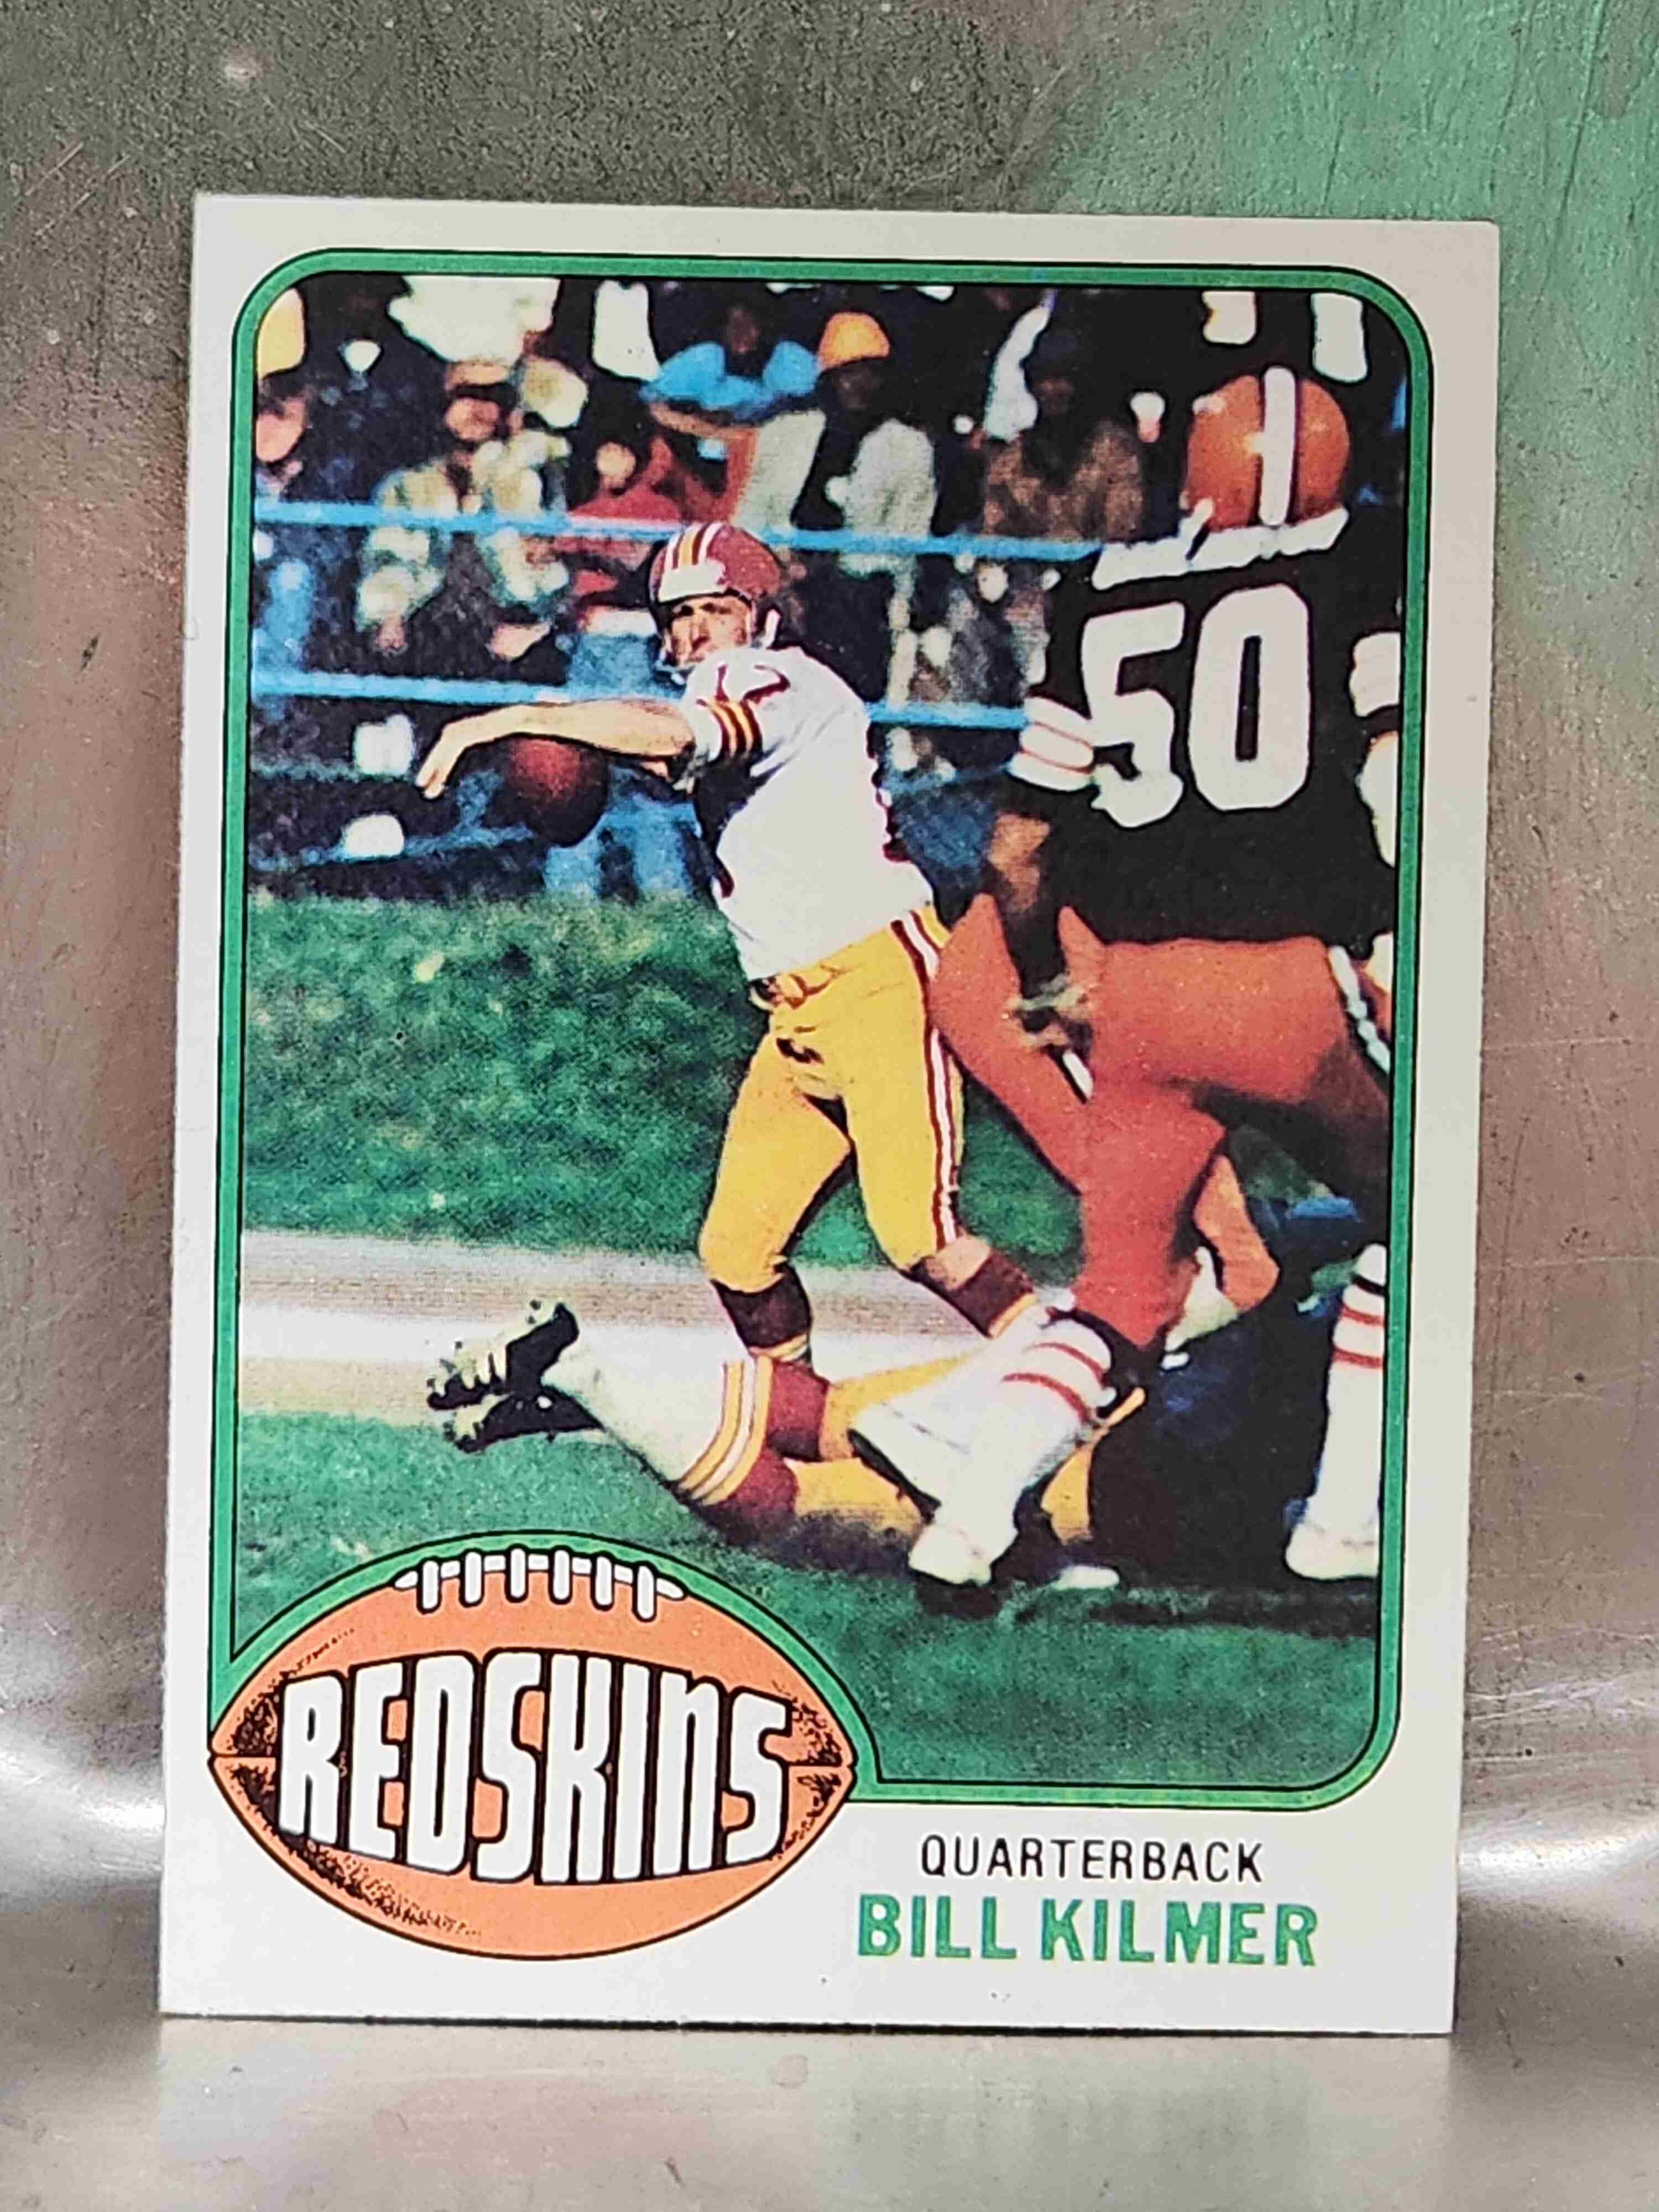 50
REDSKINS
QUARTERBACK
BILL KILMER